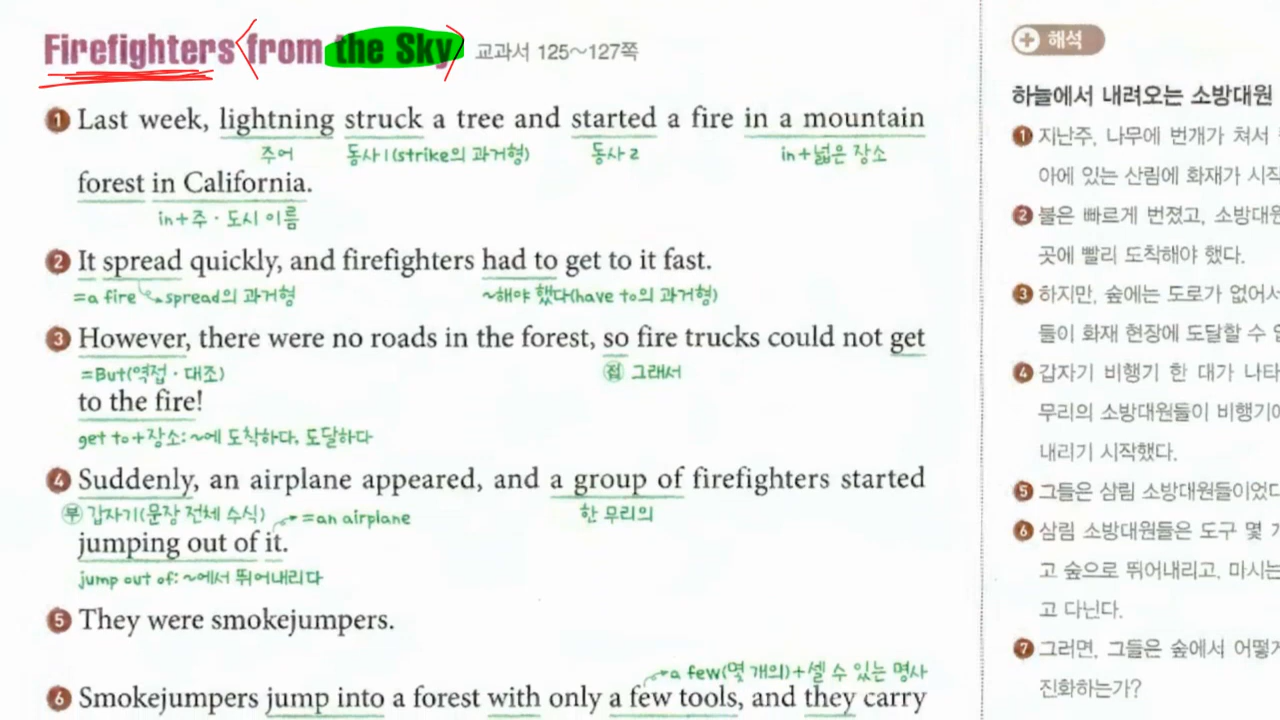 Firefighters from the Sky 교과서 125~127쪽
1 Last week, lightning struck a tree and started a fire in a mountain
주어 동사1(strike의 과거형) 동사2 in+넓은 장소
forest in California.
in+주·도시 이름
2 It spread quickly, and firefighters had to get to it fast.
=a fire spread의 과거형 ~해야 했다(have to의 과거형)
3 However, there were no roads in the forest, so fire trucks could not get
=But(역접·대조) 접 그래서
to the fire!
get to+장소: ~에 도착하다, 도달하다
4 Suddenly, an airplane appeared, and a group of firefighters started
부 갑자기(문장 전체 수식) =an airplane 한 무리의
jumping out of it.
jump out of: ~에서 뛰어내리다
5 They were smokejumpers.
a few(몇 개의)+셀 수 있는 명사
6 Smokejumpers jump into a forest with only a few tools, and they carry
해석
하늘에서 내려오는 소방대원
1 지난주, 나무에 번개가 쳐서
아에 있는 산림에 화재가 시작
2 불은 빠르게 번졌고, 소방대원
곳에 빨리 도착해야 했다.
3 하지만, 숲에는 도로가 없어서
들이 화재 현장에 도달할 수 없
4 갑자기 비행기 한 대가 나타
무리의 소방대원들이 비행기에
내리기 시작했다.
5 그들은 삼림 소방대원들이었다
6 삼림 소방대원들은 도구 몇 가
고 숲으로 뛰어내리고, 마시는
고 다닌다.
7 그러면, 그들은 숲에서 어떻게
진화하는가?